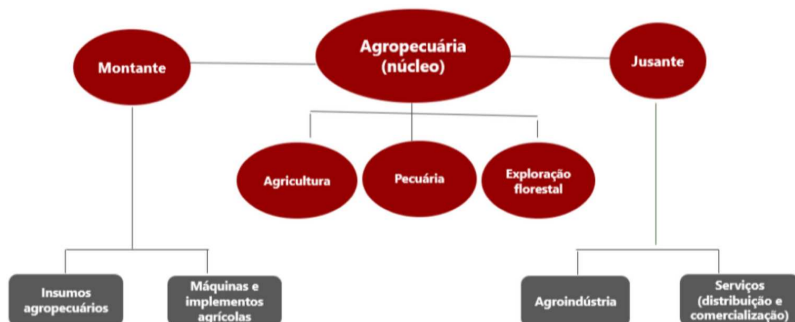 Agropecuária
(núcleo)
Montante
Jusante
Agricultura
Pecuária
Exploração
florestal
Insumos
agropecuários
Máquinas e
implementos
agrícolas
Agroindústria
Serviços
(distribuição e
comercialização)